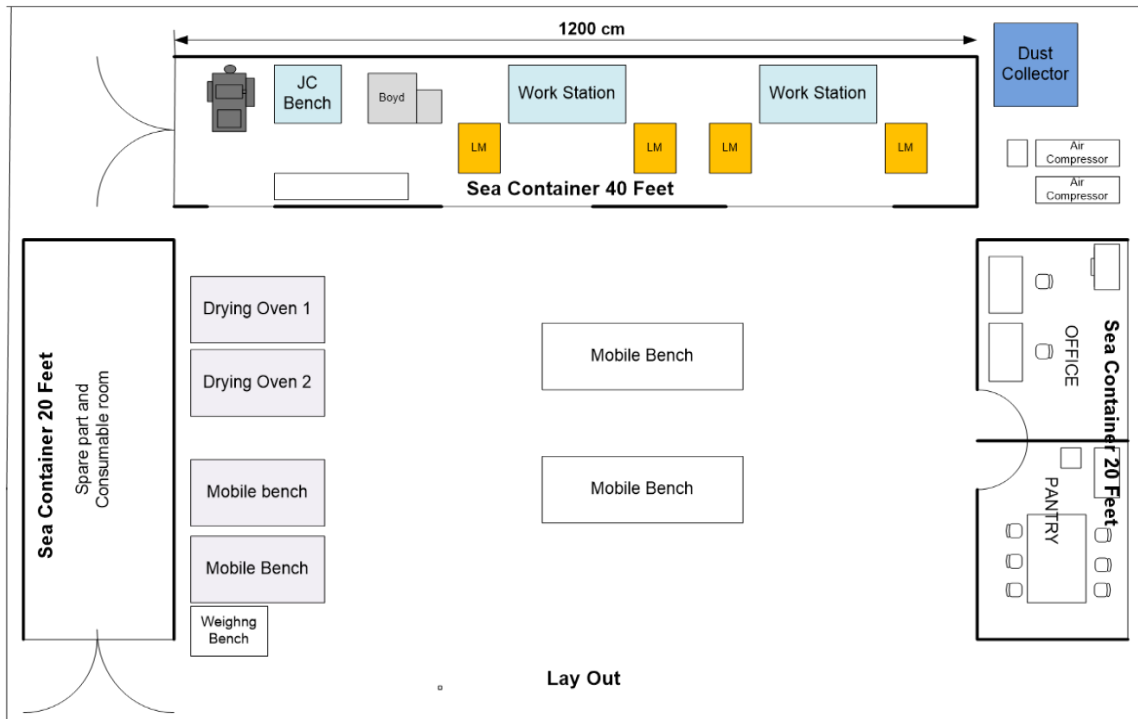 1200 cm
Dust
Collector
JC
Bench
Boyd
Work Station
Work Station
LM
LM
LM
LM
Air
Compressor
Air
Compressor
Sea Container 40 Feet
Sea Container 20 Feet
Spare part and
Consumable room
Drying Oven 1
Drying Oven 2
Mobile bench
Mobile Bench
Weighng
Bench
Mobile Bench
Mobile Bench
OFFICE
Sea Container 20 Feet
PANTRY
Lay Out